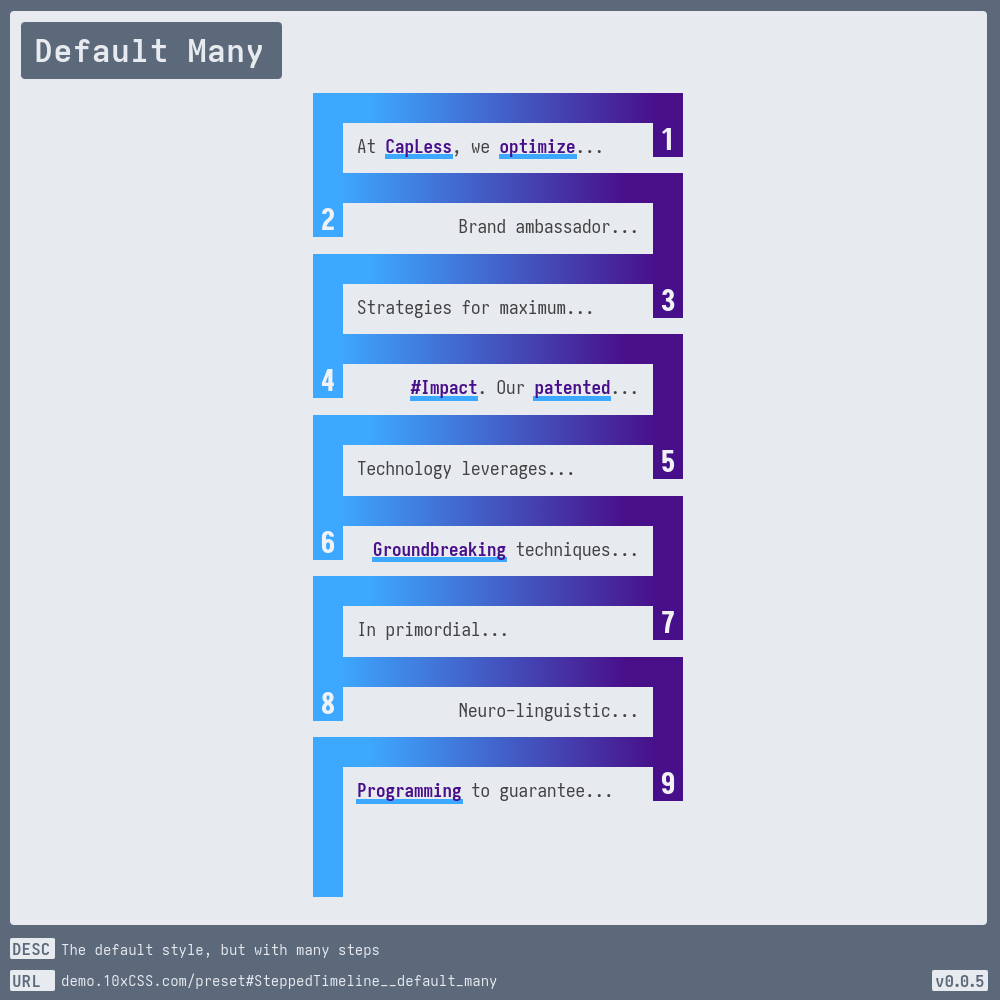 Default Many
At CapLess, we optimize...
1
Brand ambassador...
2
Strategies for maximum...
3
#Impact. Our patented...
4
Technology leverages...
5
Groundbreaking techniques...
6
In primordial...
7
Neuro-linguistic...
8
Programming to guarantee...
9
DESC The default style, but with many steps
URL demo.10xCSS.com/preset#SteppedTimeline__default_many
v0.0.5